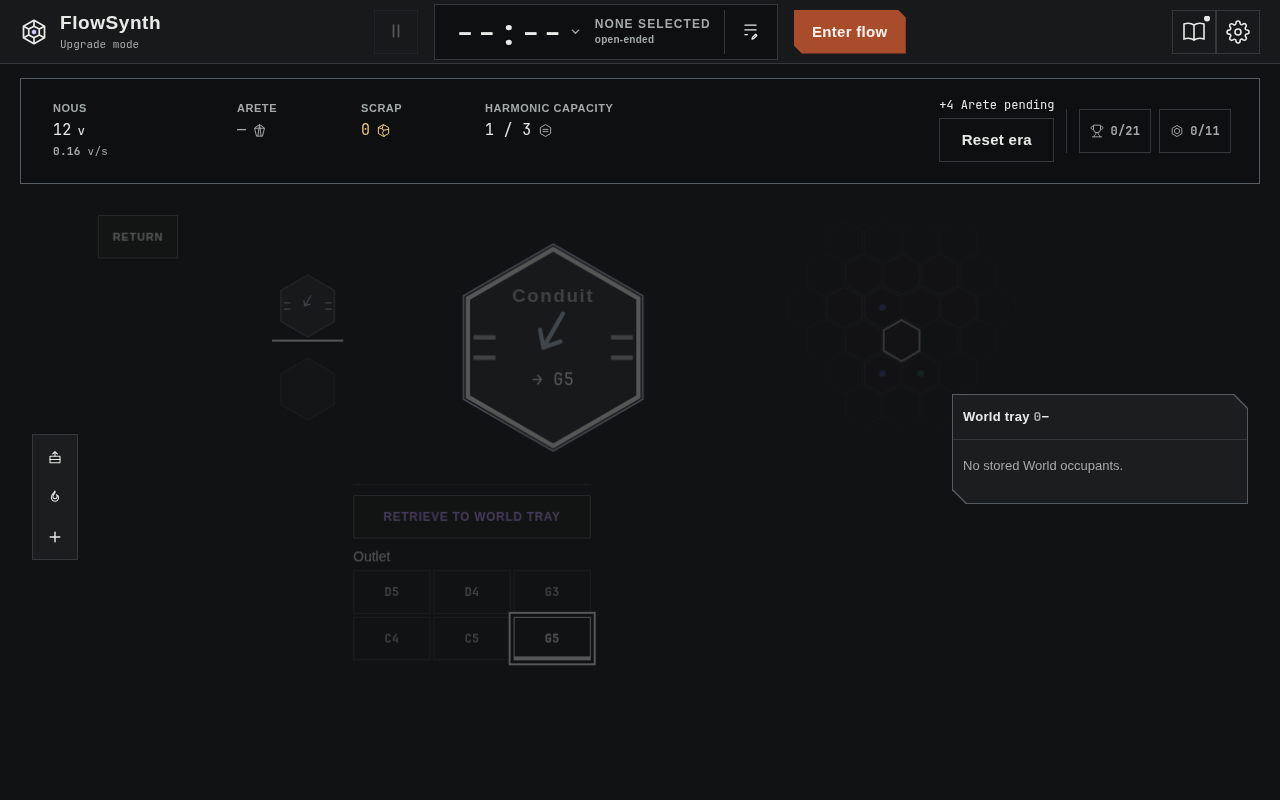 FlowSynth
Upgrade mode
--:--
NONE SELECTED
open-ended
Enter flow
NOUS
12 v
0.16 v/s
ARETE
—
SCRAP
0
HARMONIC CAPACITY
1 / 3
+4 Arete pending
Reset era
0/21
0/11
RETURN
Conduit
→ G5
World tray 0—
No stored World occupants.
RETRIEVE TO WORLD TRAY
Outlet
D5 D4 G3
C4 C5 G5